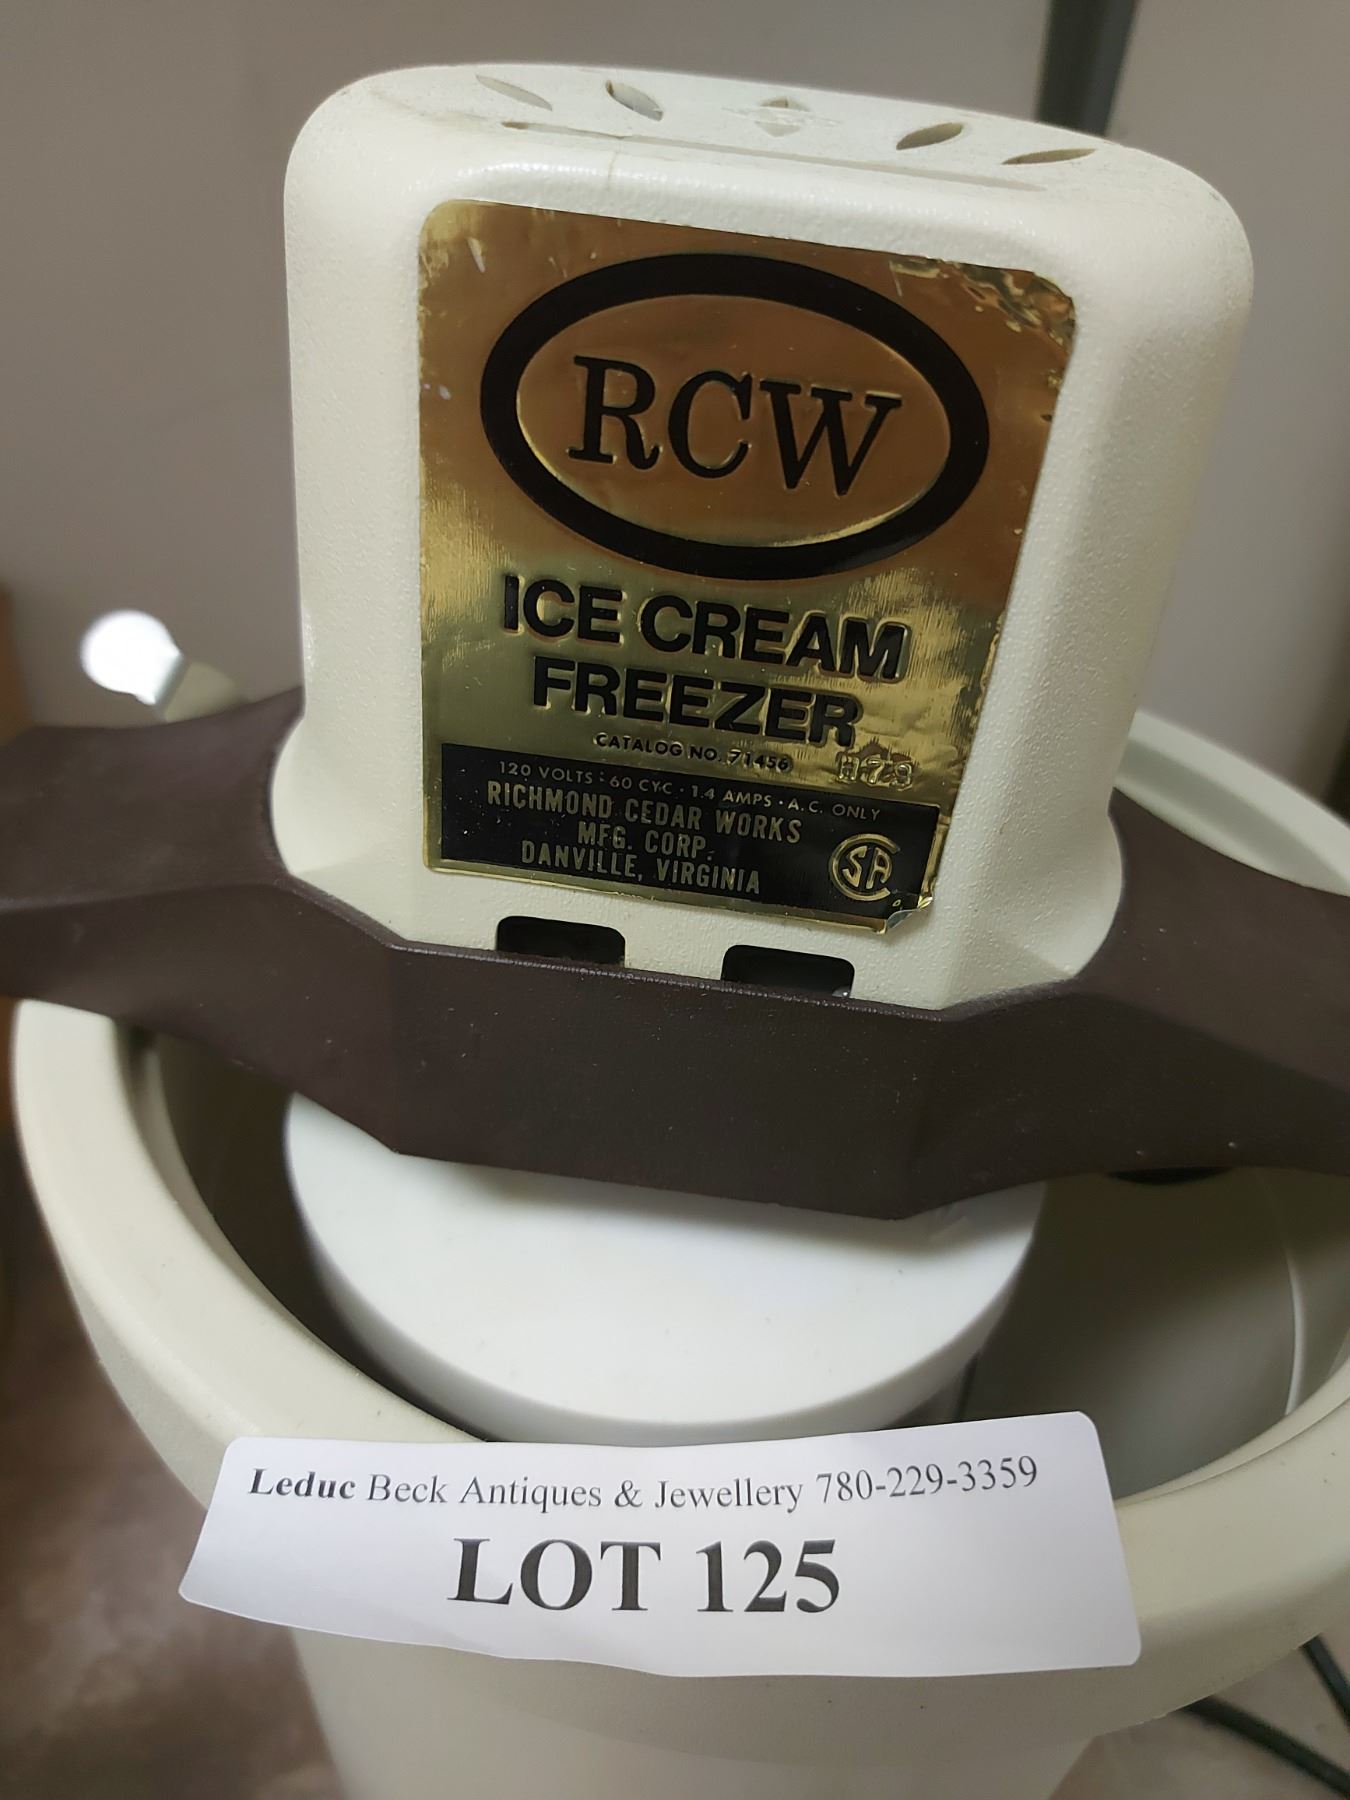 RCW
ICE CREAM
FREEZER
CATALOG NO. 71456 H78
120 VOLTS : 60 CYC · 1.4 AMPS · A.C. ONLY
RICHMOND CEDAR WORKS
MFG. CORP.
DANVILLE, VIRGINIA
Leduc Beck Antiques & Jewellery 780-229-3359
LOT 125